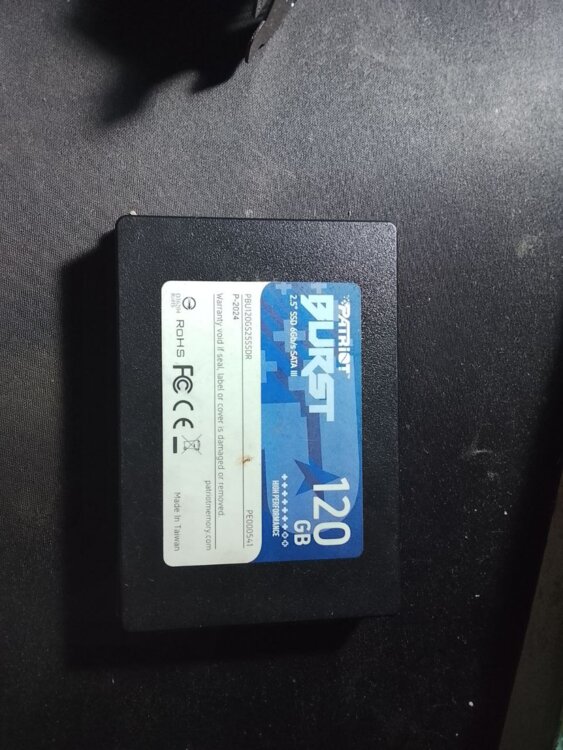 PATRIOT
BURST
2.5" SSD 6Gb/s SATA III
120
GB
HIGH PERFORMANCE
PBU120GS25SSDR
PE000541
P-2024
patriotmemory.com
Warranty void if seal, label or cover is damaged or removed.
ROHS FC CE
Made In Taiwan